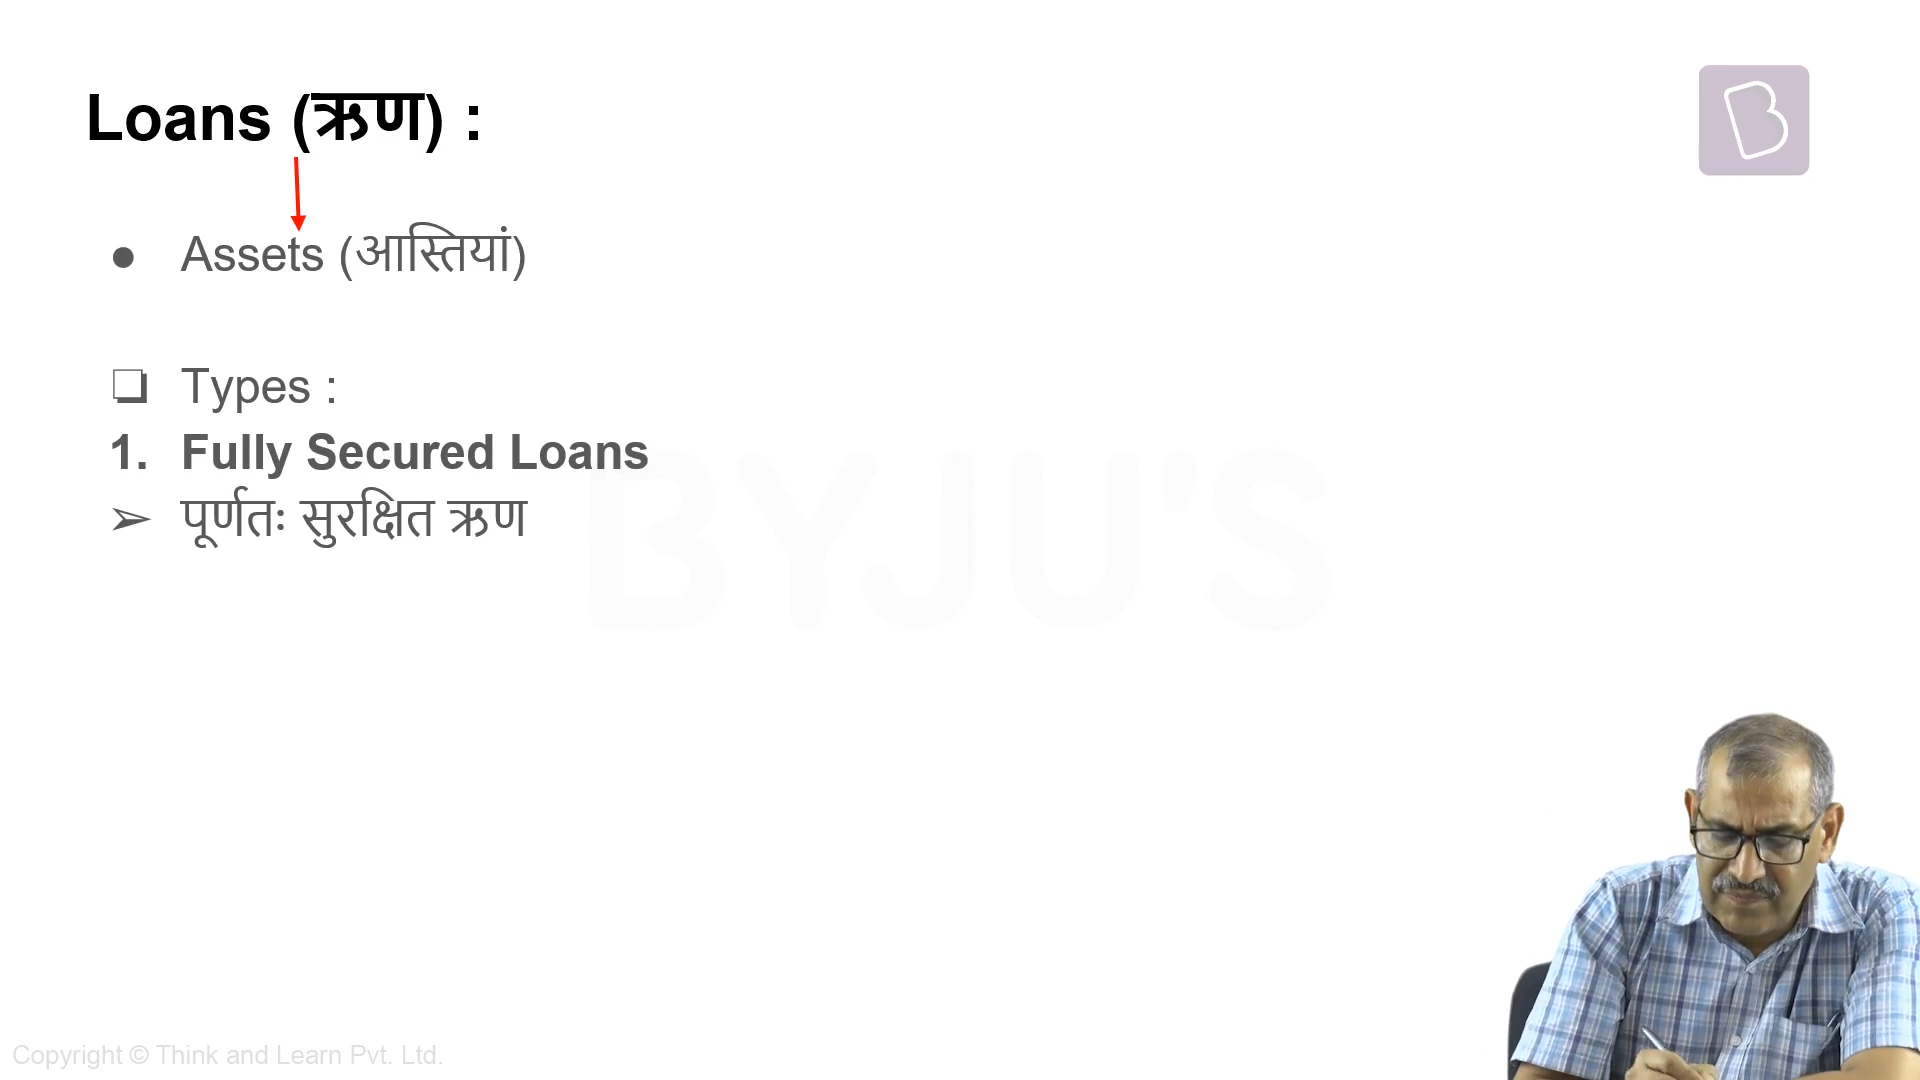 Loans (ऋण) :
● Assets (आस्तियां)
❏ Types :
1. Fully Secured Loans
➢ पूर्णतः सुरक्षित ऋण
BYJU'S
Copyright © Think and Learn Pvt. Ltd.